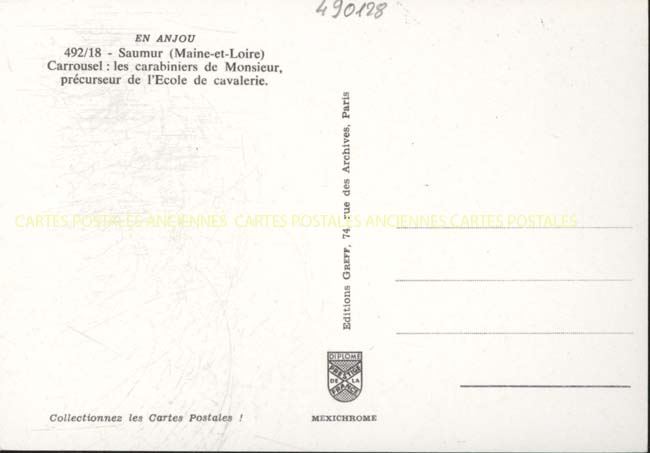 490128
EN ANJOU
492/18 - Saumur (Maine-et-Loire)
Carrousel : les carabiniers de Monsieur,
précurseur de l'Ecole de cavalerie.
CARTES POSTALES ANCIENNES CARTES POSTALES ANCIENNES CARTES POSTALES
Editions GREFF, 74, rue des Archives, Paris
DIPLOME
PRESTIGE
DE LA
FRANCE
Collectionnez les Cartes Postales !
MEXICHROME